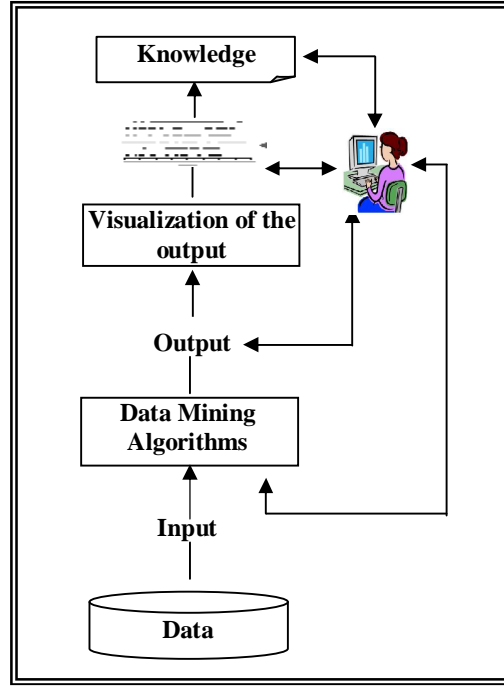 Knowledge
Visualization of the
output
Output
Data Mining
Algorithms
Input
Data